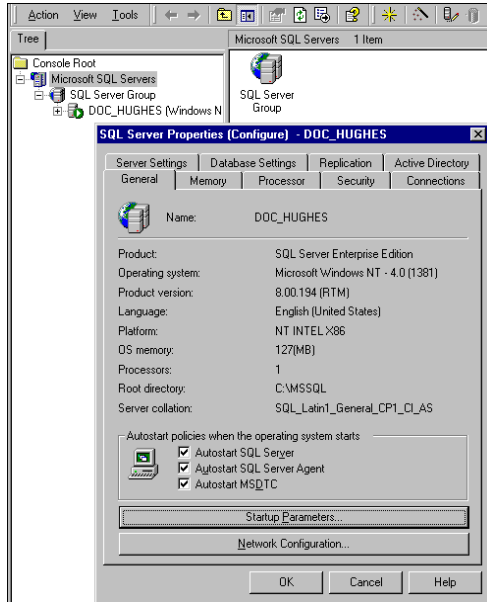 Action View Tools
Tree
Microsoft SQL Servers 1 Item
Console Root
Microsoft SQL Servers
SQL Server Group
DOC_HUGHES (Windows N
SQL Server
Group
SQL Server Properties (Configure) - DOC_HUGHES
Server Settings Database Settings Replication Active Directory
General Memory Processor Security Connections
Name: DOC_HUGHES
Product: SQL Server Enterprise Edition
Operating system: Microsoft Windows NT - 4.0 (1381)
Product version: 8.00.194 (RTM)
Language: English (United States)
Platform: NT INTEL X86
OS memory: 127(MB)
Processors: 1
Root directory: C:\MSSQL
Server collation: SQL_Latin1_General_CP1_CI_AS
Autostart policies when the operating system starts
Autostart SQL Server
Autostart SQL Server Agent
Autostart MSDTC
Startup Parameters...
Network Configuration...
OK Cancel Help